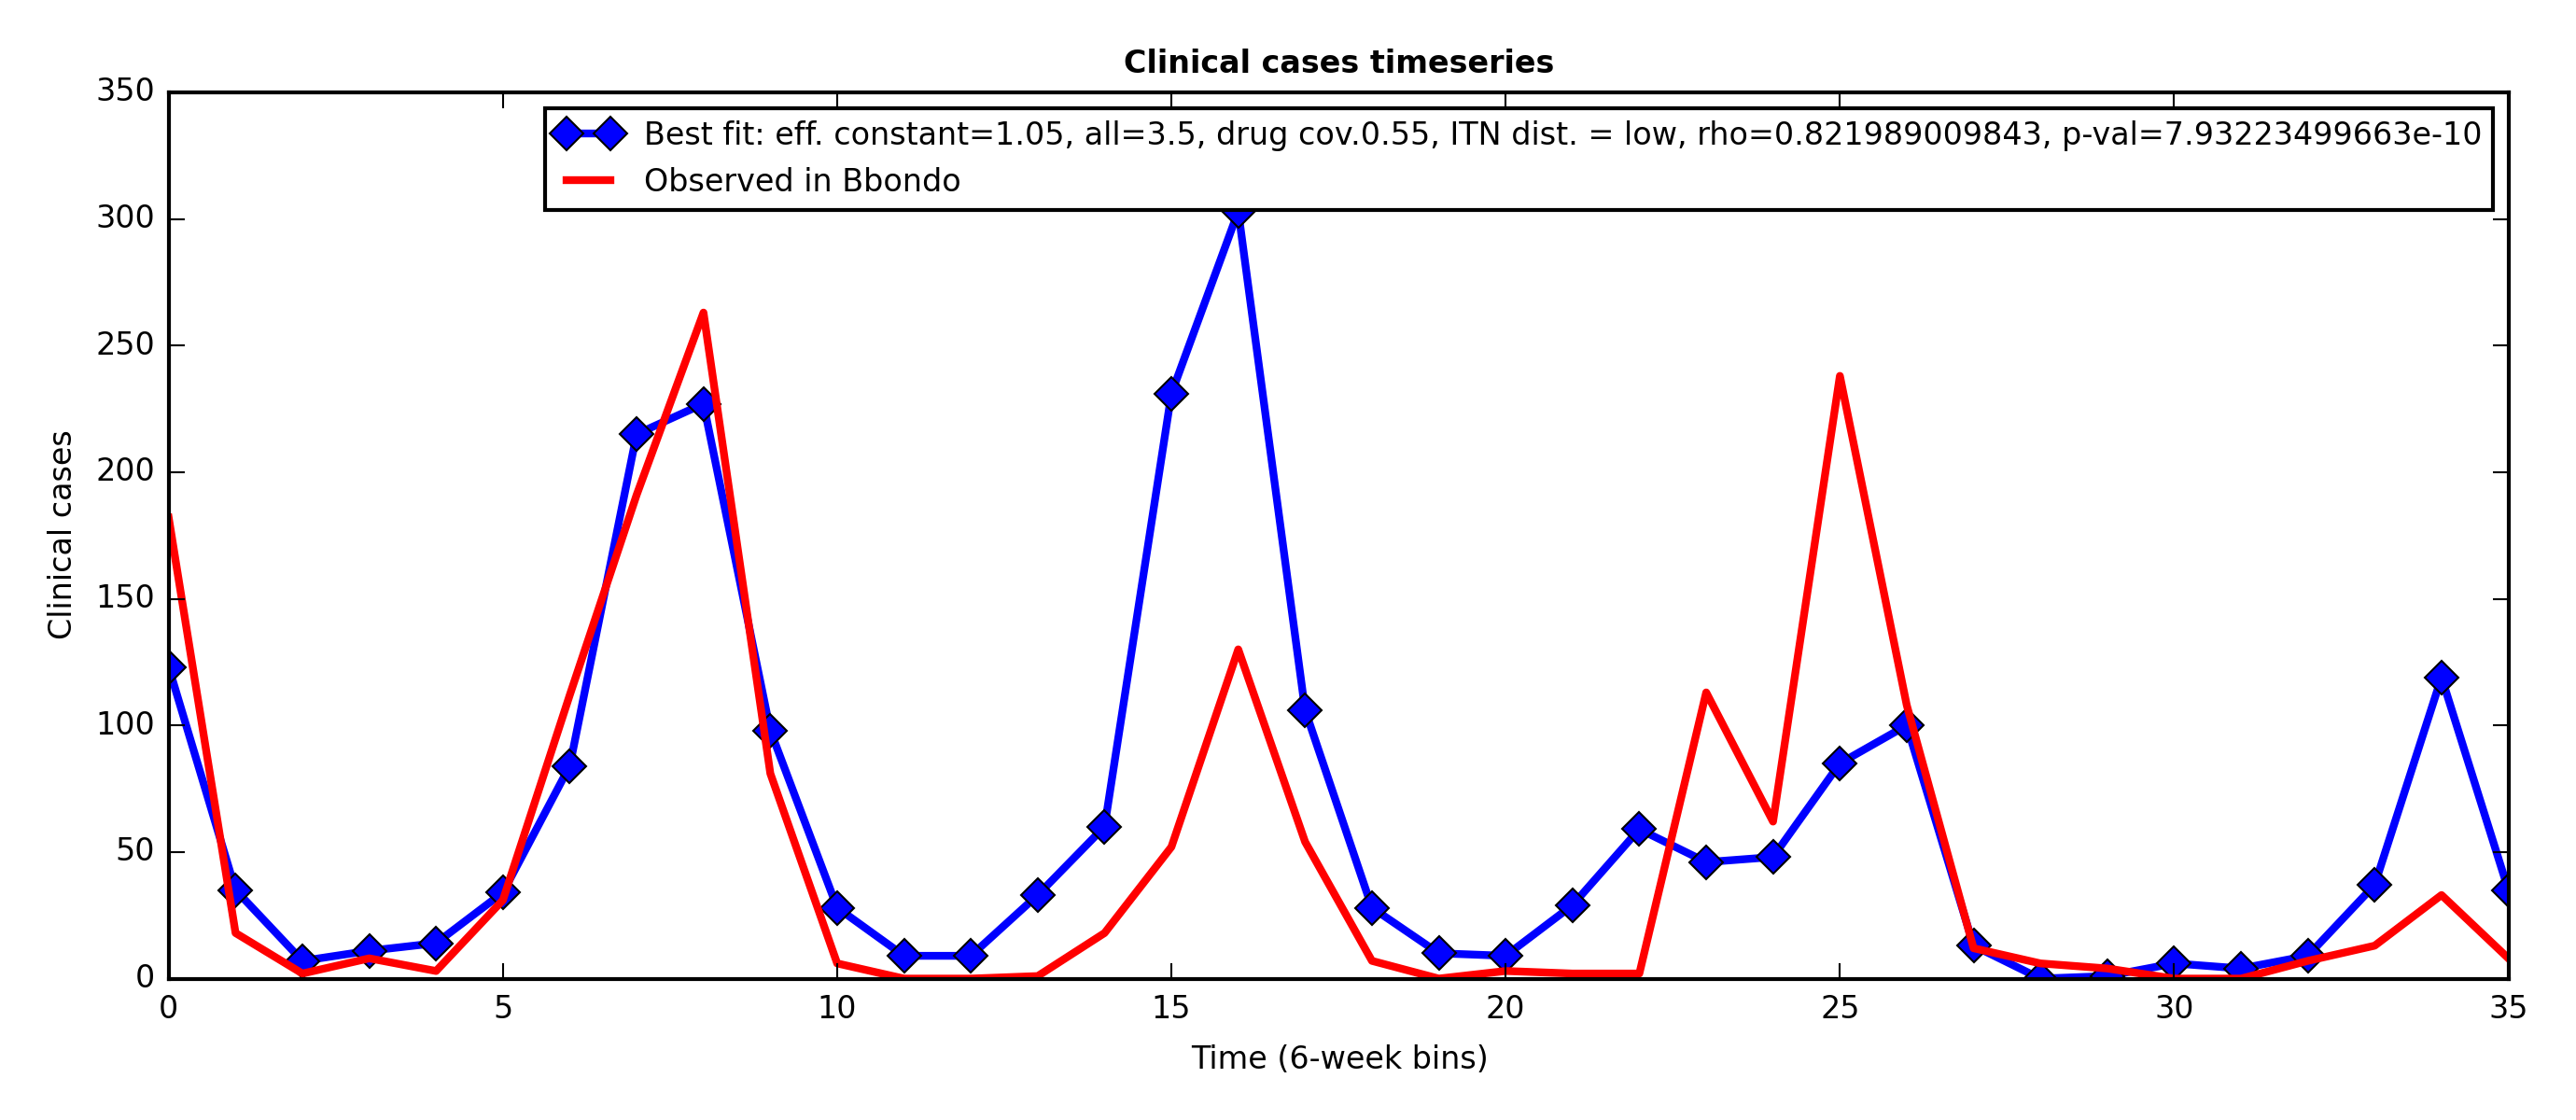 Clinical cases timeseries
350
300
250
200
150
100
50
0
Clinical cases
Best fit: eff. constant=1.05, all=3.5, drug cov.0.55, ITN dist. = low, rho=0.821989009843, p-val=7.93223499663e-10
Observed in Bbondo
0 5 10 15 20 25 30 35
Time (6-week bins)